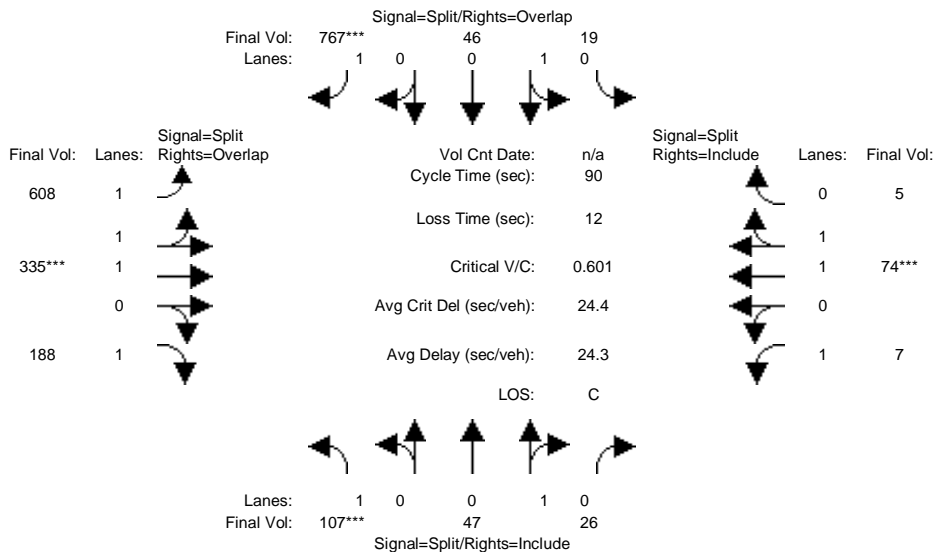 Signal=Split/Rights=Overlap
Final Vol: 767*** 46 19
Lanes: 1 0 0 1 0
Signal=Split Signal=Split
Final Vol: Lanes: Rights=Overlap Vol Cnt Date: n/a Rights=Include Lanes: Final Vol:
Cycle Time (sec): 90
608 1 0 5
Loss Time (sec): 12
1 1
335*** 1 Critical V/C: 0.601 1 74***
0 Avg Crit Del (sec/veh): 24.4 0
188 1 Avg Delay (sec/veh): 24.3 1 7
LOS: C
Lanes: 1 0 0 1 0
Final Vol: 107*** 47 26
Signal=Split/Rights=Include